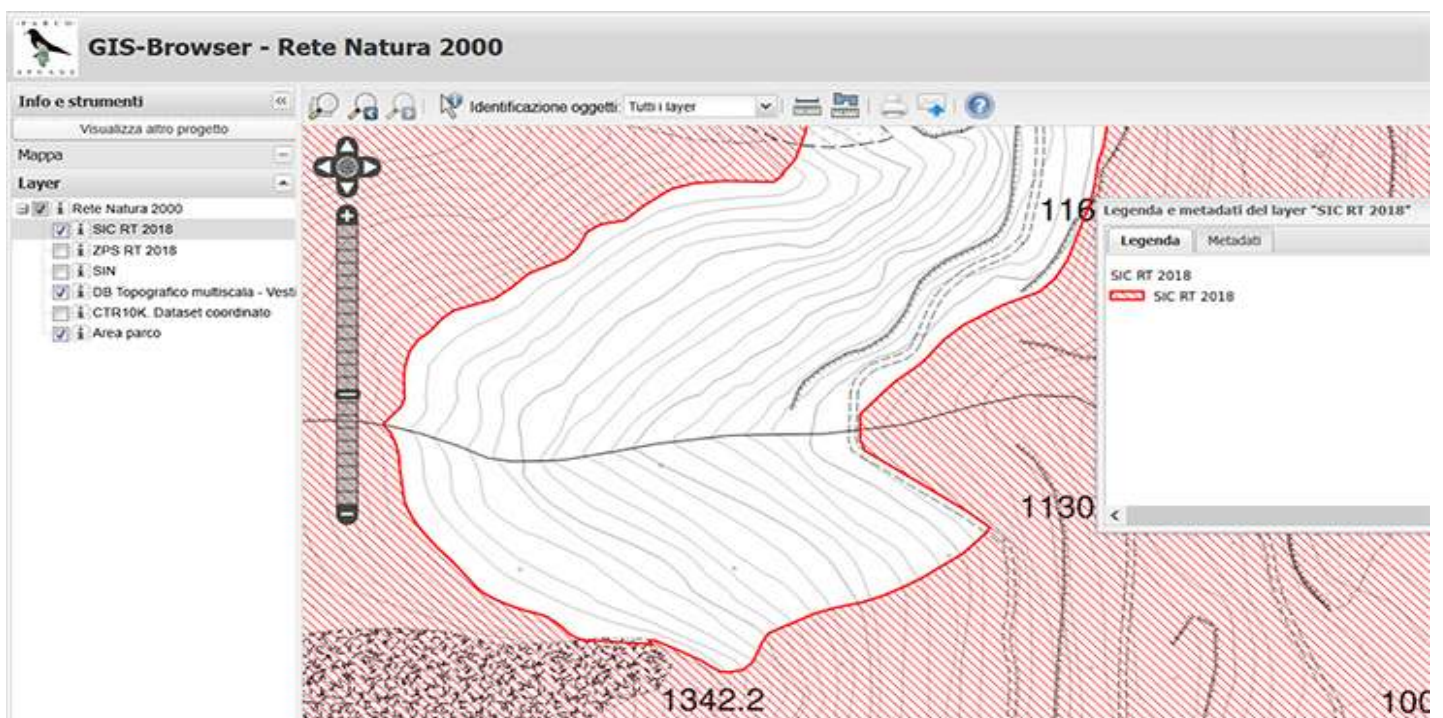 PARCO
APUANE
GIS-Browser - Rete Natura 2000
Info e strumenti
Visualizza altro progetto
Mappa
Layer
Rete Natura 2000
SIC RT 2018
ZPS RT 2018
SIN
DB Topografico multiscala - Vesti
CTR10K. Dataset coordinato
Area parco
Identificazione oggetti: Tutti i layer
116
Legenda e metadati del layer "SIC RT 2018"
Legenda Metadati
SIC RT 2018
SIC RT 2018
1130
1342.2
100